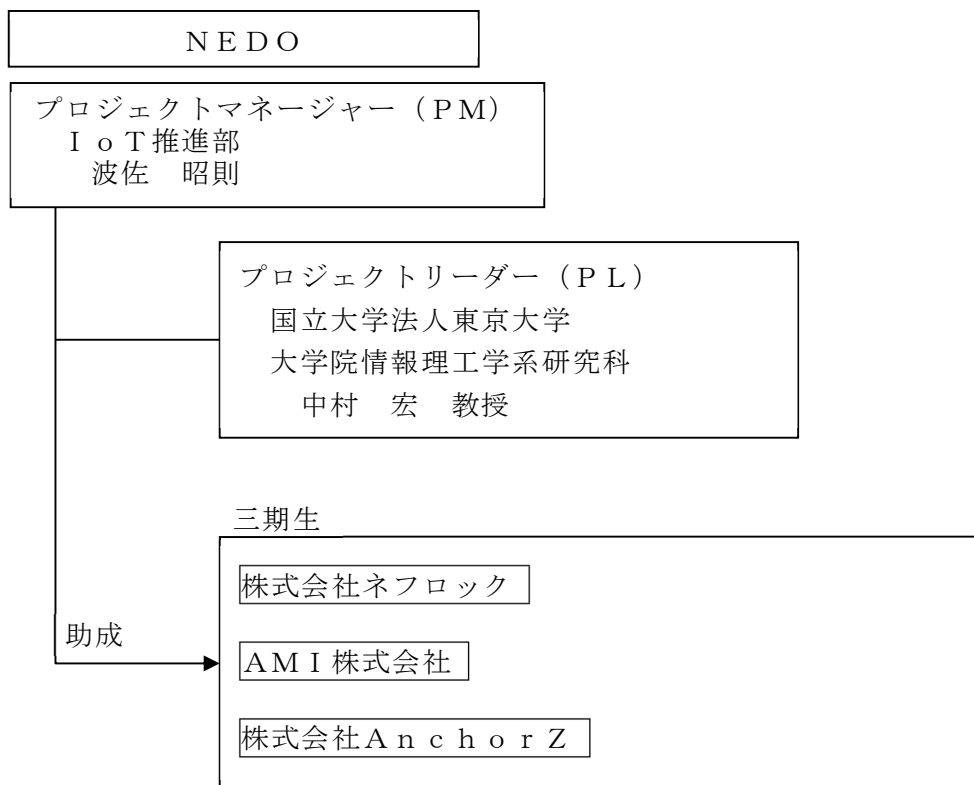 ＮＥＤＯ
プロジェクトマネージャー（ＰＭ）
ＩｏＴ推進部
波佐　昭則
プロジェクトリーダー（ＰＬ）
国立大学法人東京大学
大学院情報理工学系研究科
中村　宏　教授
三期生
株式会社ネフロック
助成
ＡＭＩ株式会社
株式会社ＡｎｃｈｏｒＺ